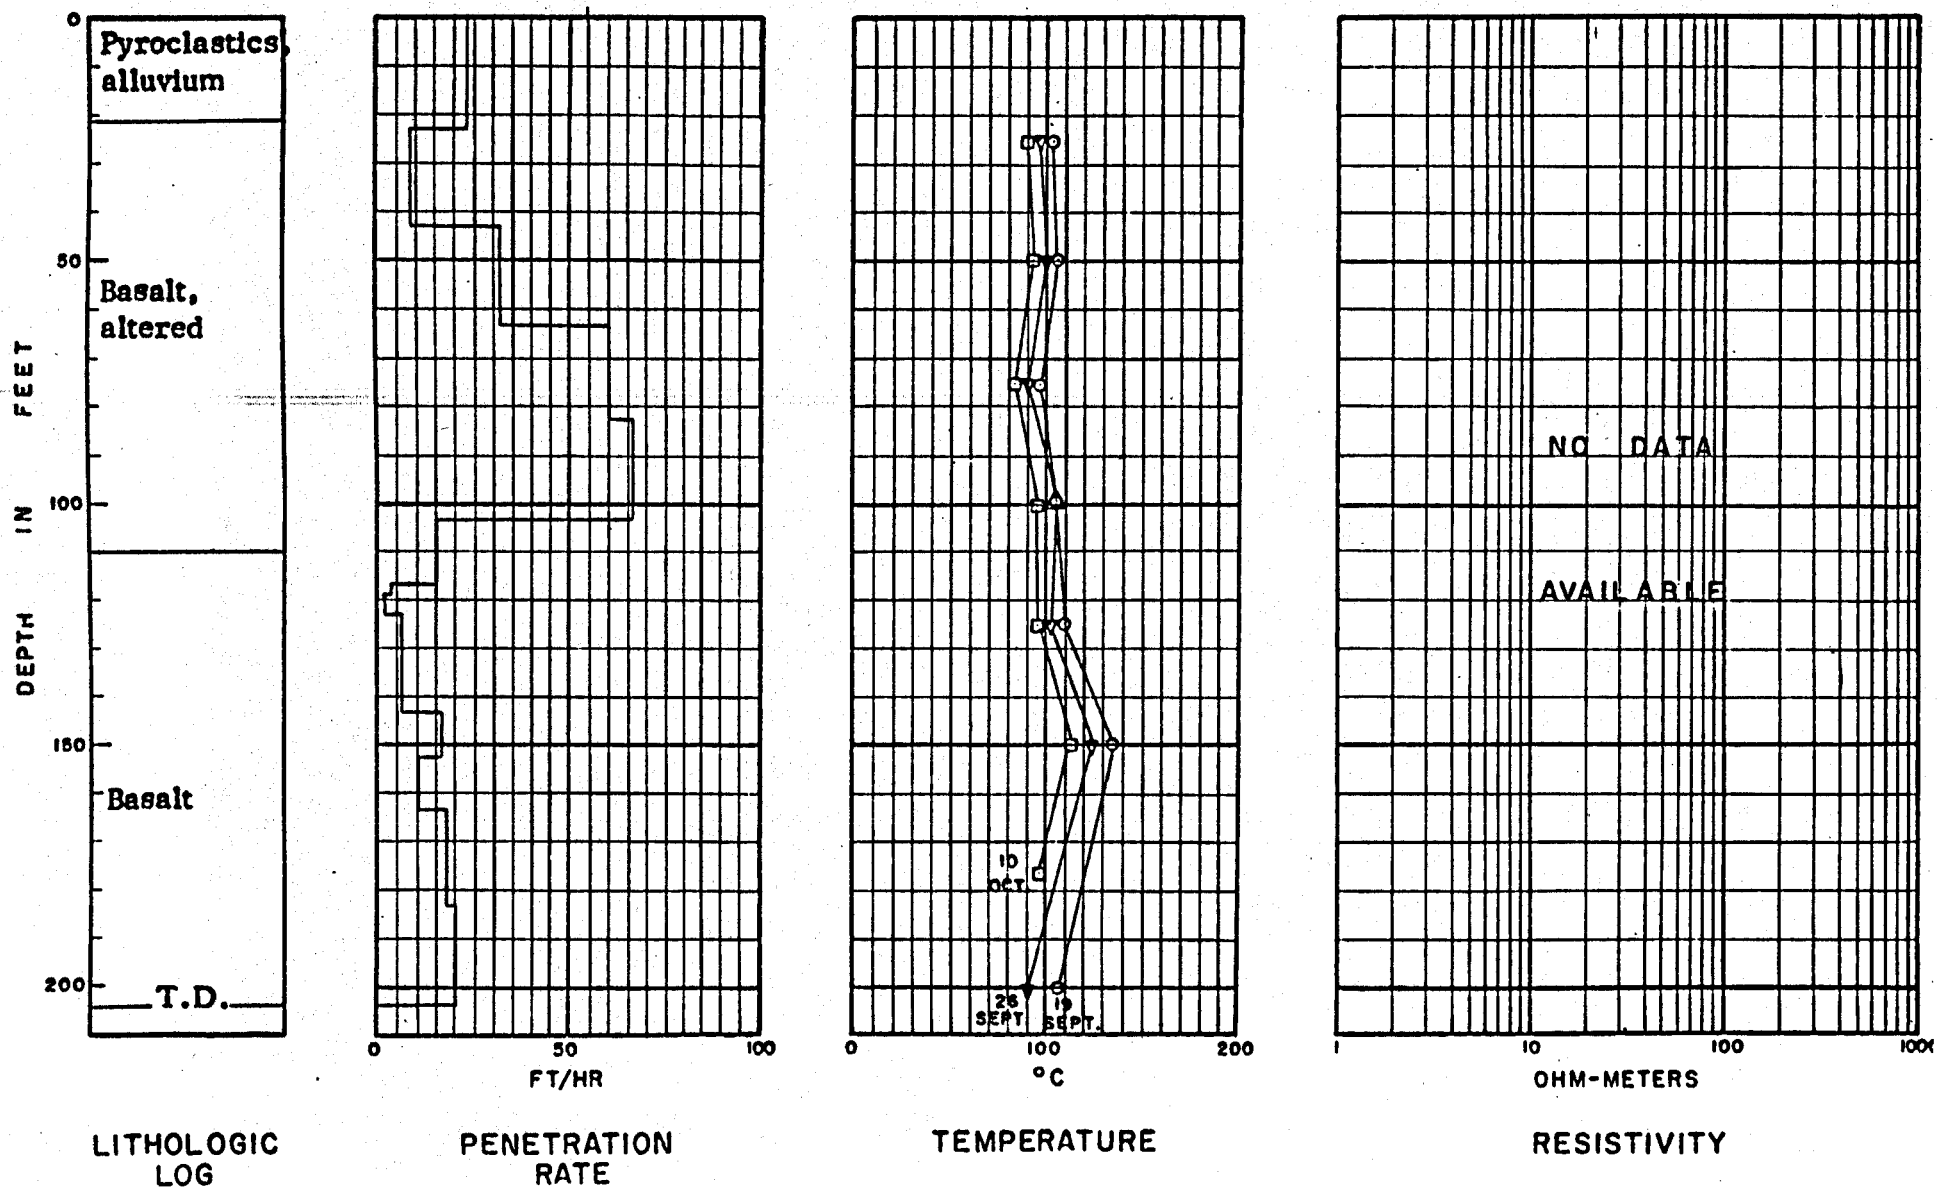 0
Pyroclastics,
alluvium
50
Basalt,
altered
100
150
Basalt
200
T.D.
DEPTH IN FEET
0 50 100
FT/HR
PENETRATION
RATE
10
OCT.
26
SEPT.
19
SEPT.
0 100 200
°C
TEMPERATURE
NO DATA
AVAILABLE
1 10 100 1000
OHM-METERS
RESISTIVITY
LITHOLOGIC
LOG